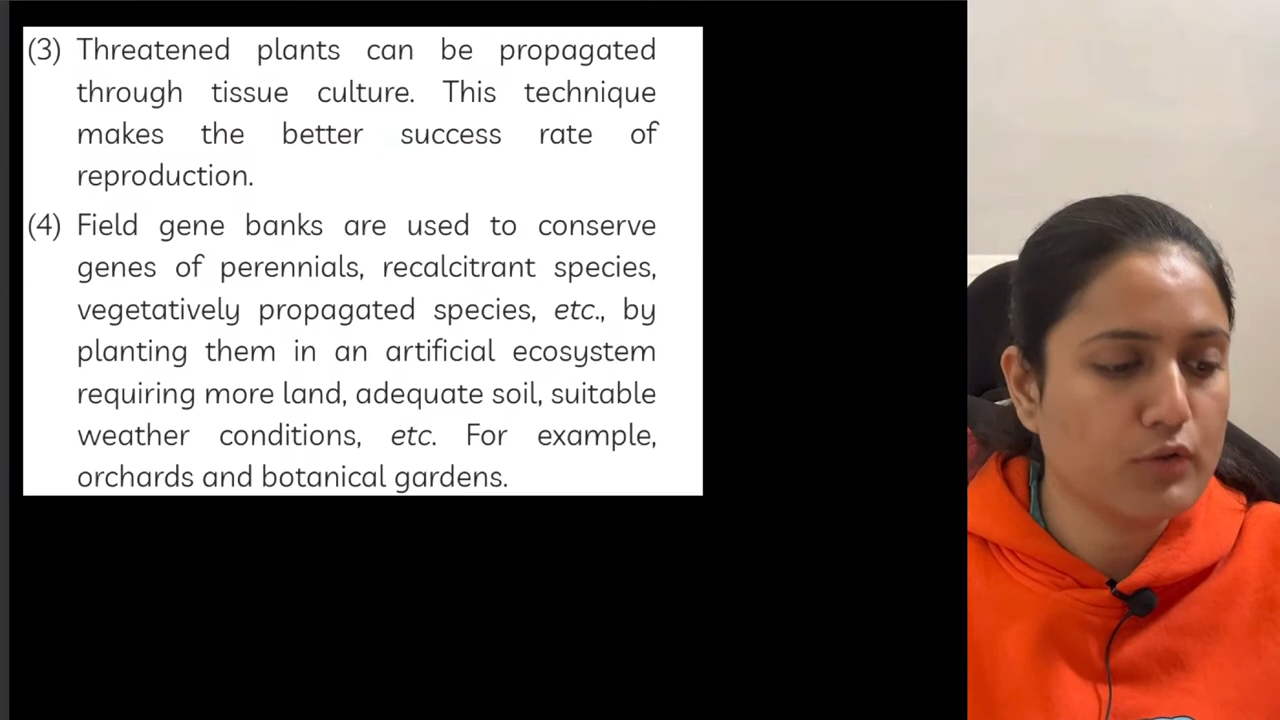 (3) Threatened plants can be propagated
through tissue culture. This technique
makes the better success rate of
reproduction.
(4) Field gene banks are used to conserve
genes of perennials, recalcitrant species,
vegetatively propagated species, etc., by
planting them in an artificial ecosystem
requiring more land, adequate soil, suitable
weather conditions, etc. For example,
orchards and botanical gardens.